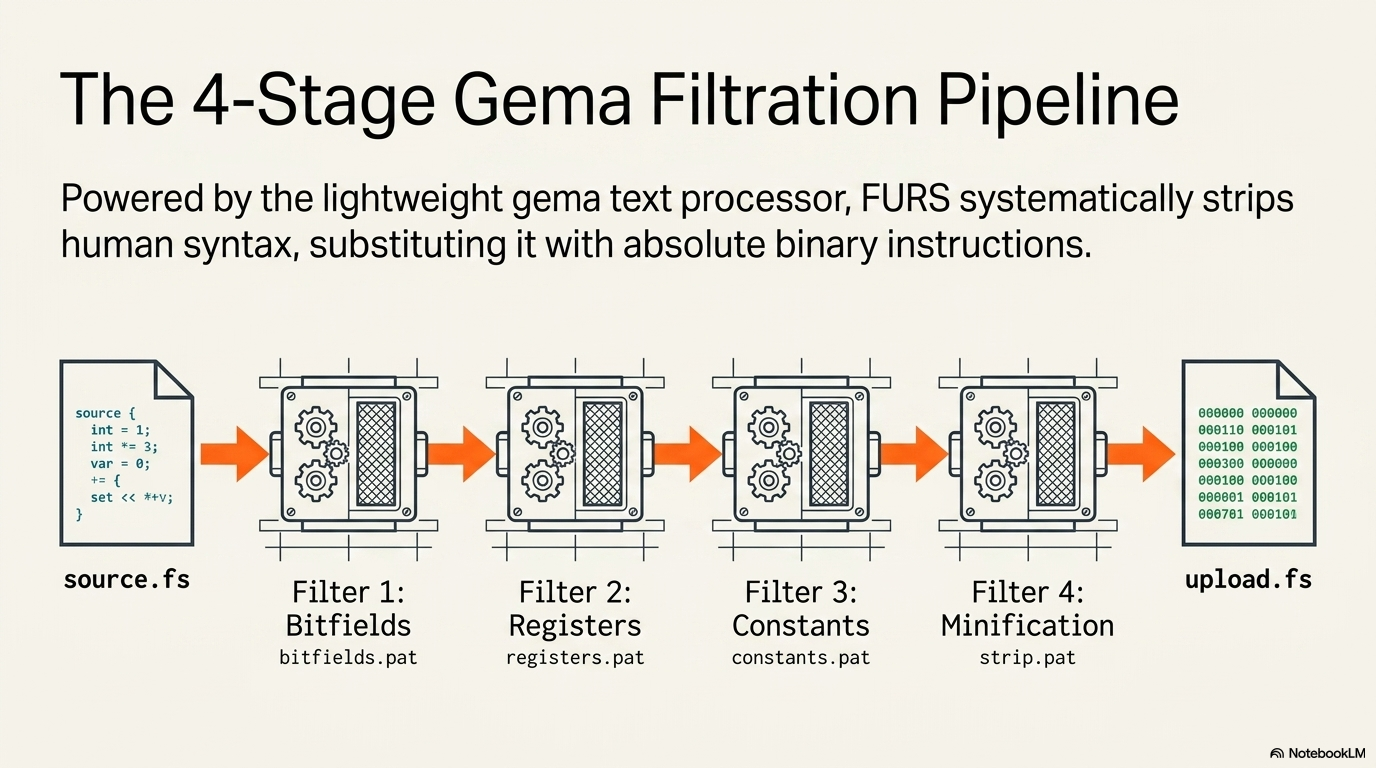 The 4-Stage Gema Filtration Pipeline
Powered by the lightweight gema text processor, FURS systematically strips
human syntax, substituting it with absolute binary instructions.
source {
int = 1;
int *= 3;
var = 0;
+= {
set << *+v;
}
source.fs
Filter 1:
Bitfields
bitfields.pat
Filter 2:
Registers
registers.pat
Filter 3:
Constants
constants.pat
Filter 4:
Minification
strip.pat
000000 000000
000110 000101
000100 000100
000300 000000
000100 000100
000001 000101
000701 000101
upload.fs
NotebookLM